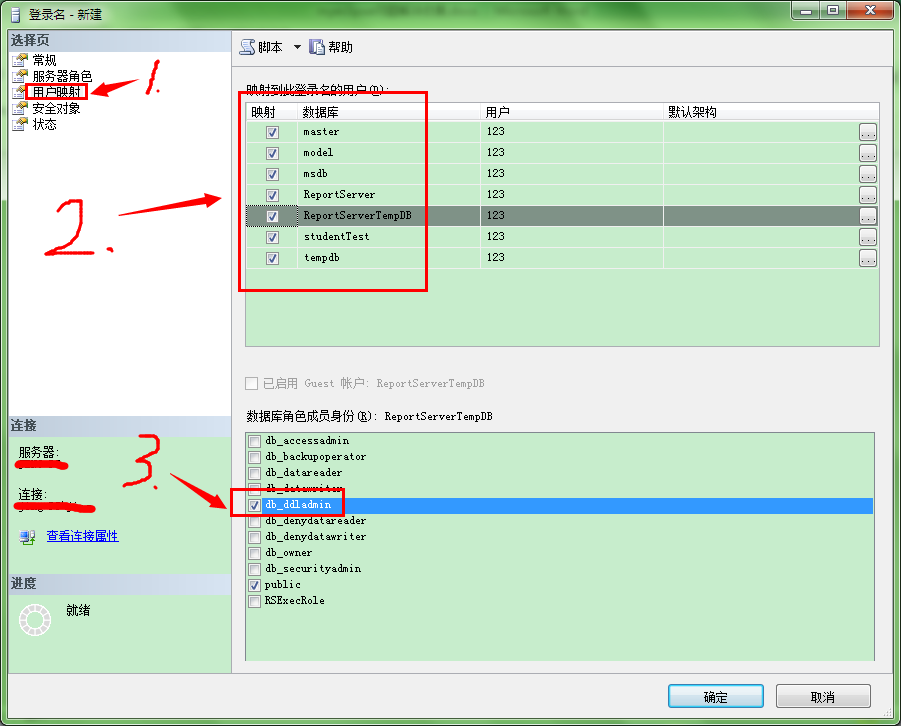 登录名 - 新建
选择页
常规
服务器角色
用户映射
安全对象
状态
1.
2.
脚本
帮助
映射到此登录名的用户(D):
映射 数据库 用户 默认架构
master 123
model 123
msdb 123
ReportServer 123
ReportServerTempDB 123
studentTest 123
tempdb 123
已启用 Guest 帐户: ReportServerTempDB
数据库角色成员身份(R): ReportServerTempDB
db_accessadmin
db_backupoperator
db_datareader
db_datawriter
db_ddladmin
db_denydatareader
db_denydatawriter
db_owner
db_securityadmin
public
RSExecRole
连接
服务器:
连接:
3.
查看连接属性
进度
就绪
确定
取消